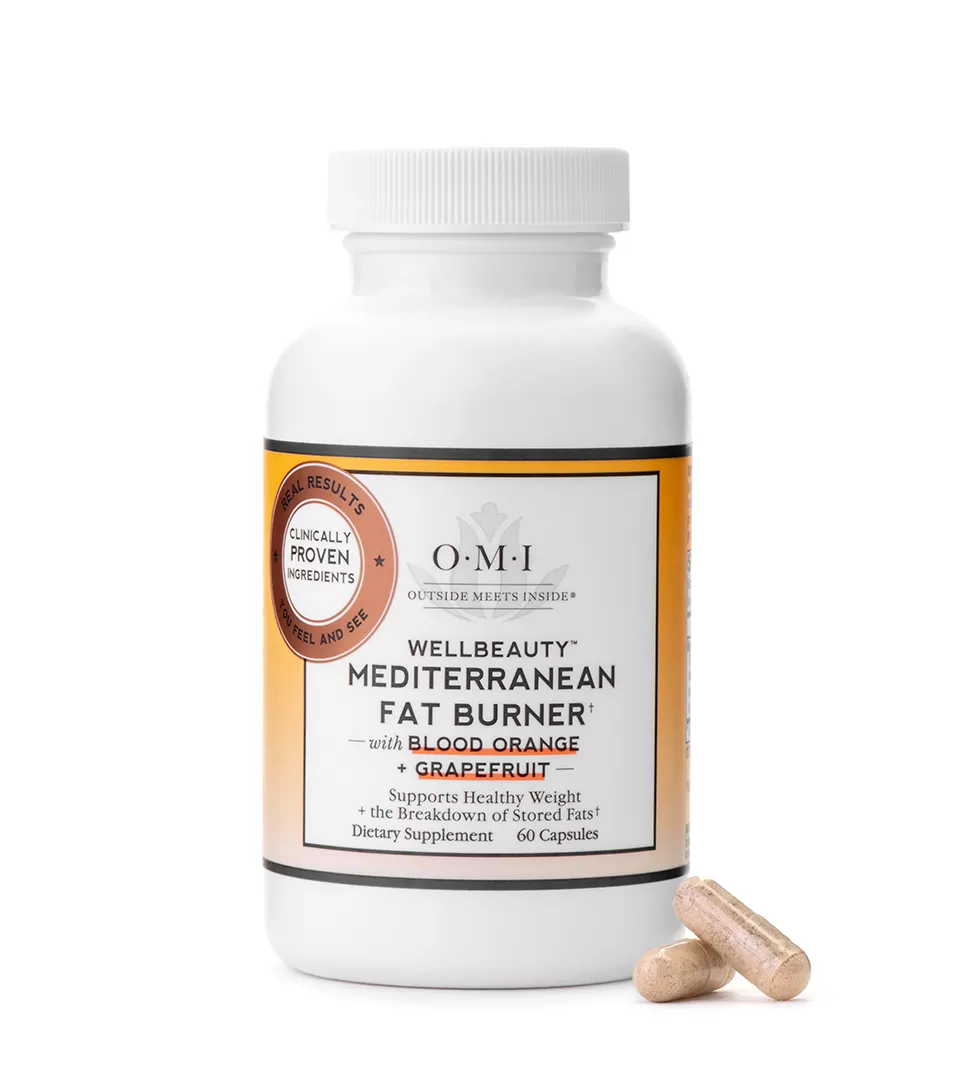 REAL RESULTS
CLINICALLY
PROVEN
INGREDIENTS
YOU FEEL AND SEE
O·M·I
OUTSIDE MEETS INSIDE®
WELLBEAUTY™
MEDITERRANEAN
FAT BURNER†
— with BLOOD ORANGE
+ GRAPEFRUIT —
Supports Healthy Weight
+ the Breakdown of Stored Fats†
Dietary Supplement 60 Capsules